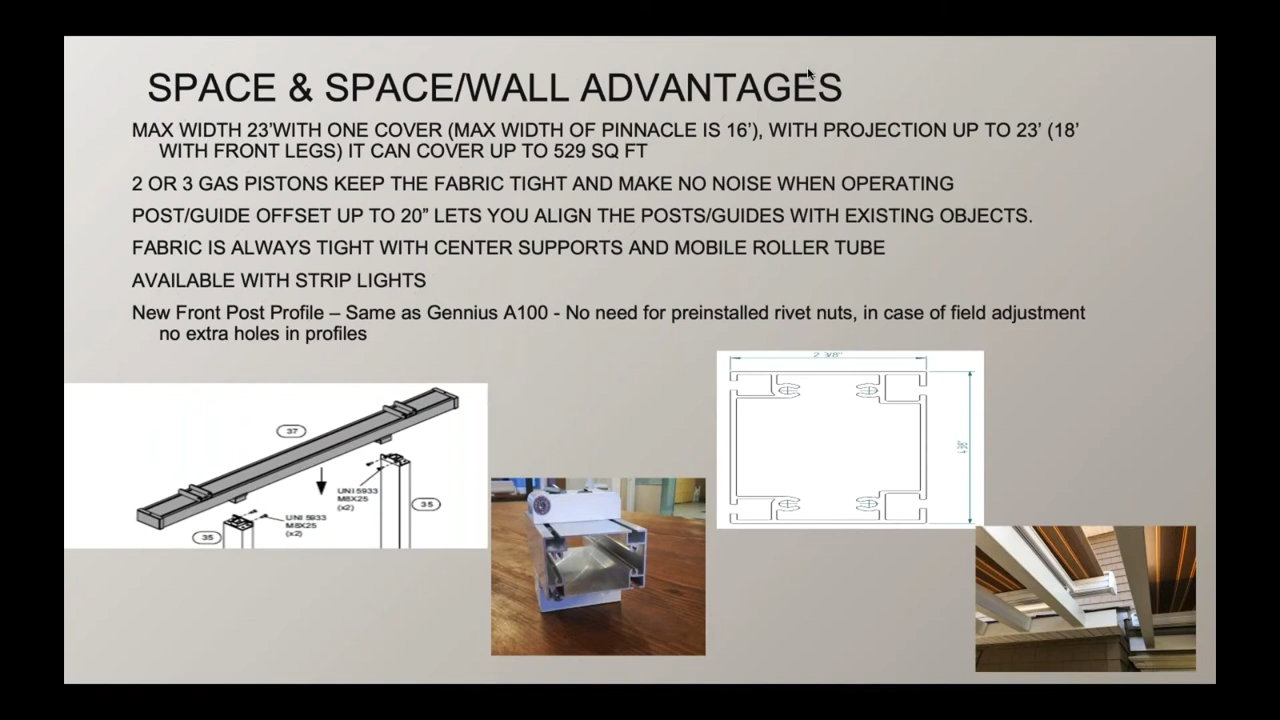 SPACE & SPACE/WALL ADVANTAGES
MAX WIDTH 23’WITH ONE COVER (MAX WIDTH OF PINNACLE IS 16’), WITH PROJECTION UP TO 23’ (18’
WITH FRONT LEGS) IT CAN COVER UP TO 529 SQ FT
2 OR 3 GAS PISTONS KEEP THE FABRIC TIGHT AND MAKE NO NOISE WHEN OPERATING
POST/GUIDE OFFSET UP TO 20” LETS YOU ALIGN THE POSTS/GUIDES WITH EXISTING OBJECTS.
FABRIC IS ALWAYS TIGHT WITH CENTER SUPPORTS AND MOBILE ROLLER TUBE
AVAILABLE WITH STRIP LIGHTS
New Front Post Profile – Same as Gennius A100 - No need for preinstalled rivet nuts, in case of field adjustment
no extra holes in profiles
37
UNI 5933
M8X25
(x2)
35
UNI 5933
M8X25
(x2)
35
2 3/8"